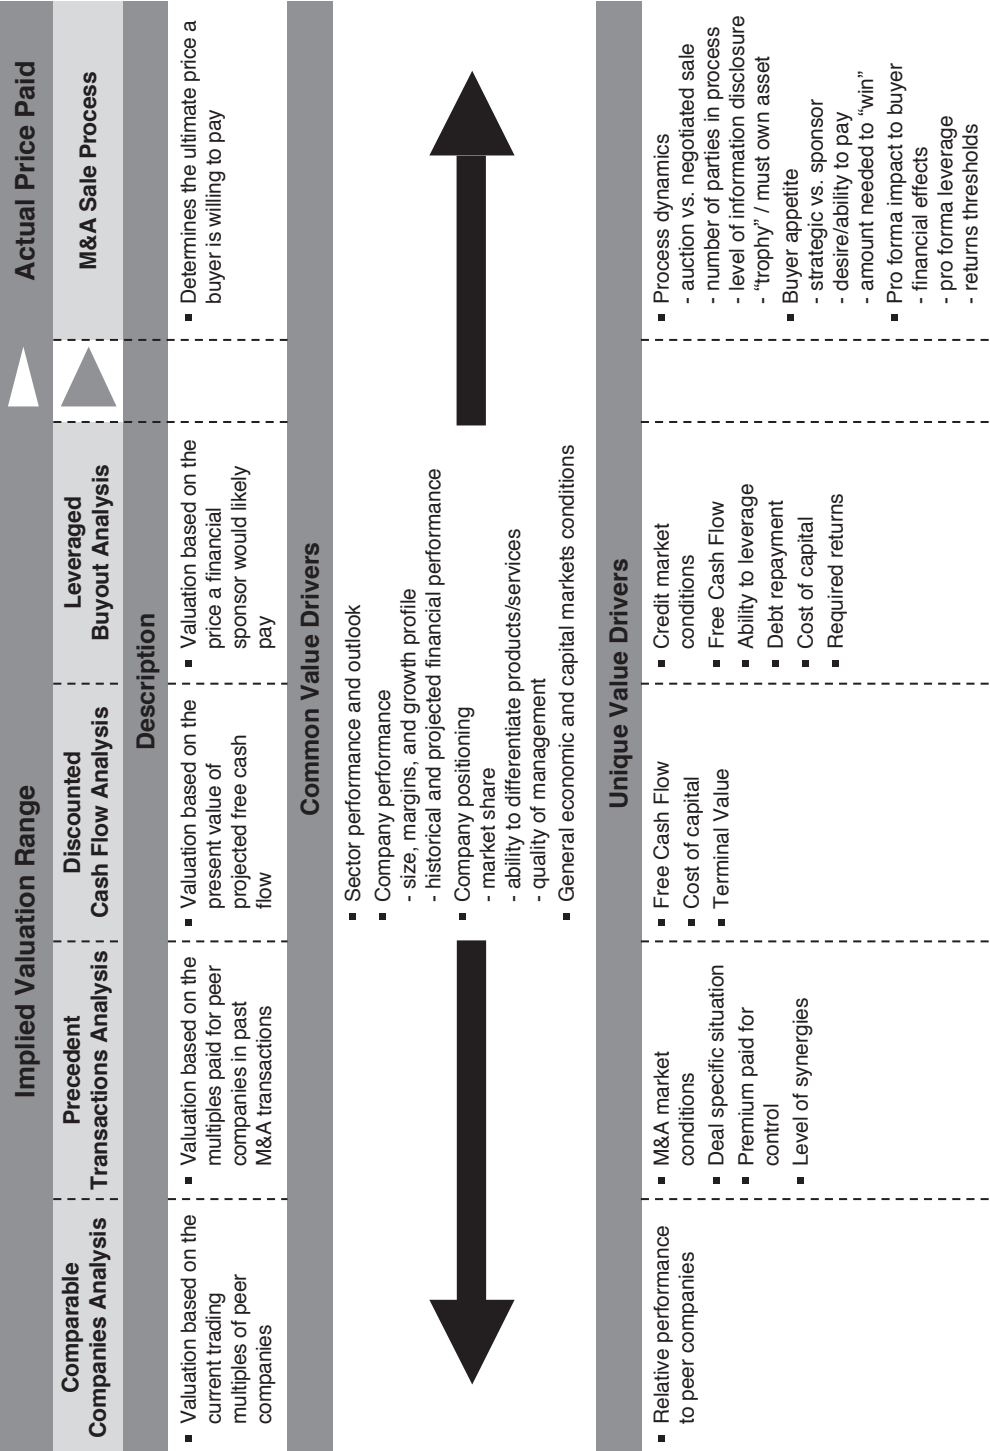 Implied Valuation Range
Actual Price Paid
Comparable
Companies Analysis
Precedent
Transactions Analysis
Discounted
Cash Flow Analysis
Leveraged
Buyout Analysis
M&A Sale Process
Description
▪ Valuation based on the
current trading
multiples of peer
companies
▪ Valuation based on the
multiples paid for peer
companies in past
M&A transactions
▪ Valuation based on the
present value of
projected free cash
flow
▪ Valuation based on the
price a financial
sponsor would likely
pay
▪ Determines the ultimate price a
buyer is willing to pay
Common Value Drivers
▪ Sector performance and outlook
▪ Company performance
- size, margins, and growth profile
- historical and projected financial performance
▪ Company positioning
- market share
- ability to differentiate products/services
- quality of management
▪ General economic and capital markets conditions
Unique Value Drivers
▪ Relative performance
to peer companies
▪ M&A market
conditions
▪ Deal specific situation
▪ Premium paid for
control
▪ Level of synergies
▪ Free Cash Flow
▪ Cost of capital
▪ Terminal Value
▪ Credit market
conditions
▪ Free Cash Flow
▪ Ability to leverage
▪ Debt repayment
▪ Cost of capital
▪ Required returns
▪ Process dynamics
- auction vs. negotiated sale
- number of parties in process
- level of information disclosure
- “trophy” / must own asset
▪ Buyer appetite
- strategic vs. sponsor
- desire/ability to pay
- amount needed to “win”
▪ Pro forma impact to buyer
- financial effects
- pro forma leverage
- returns thresholds